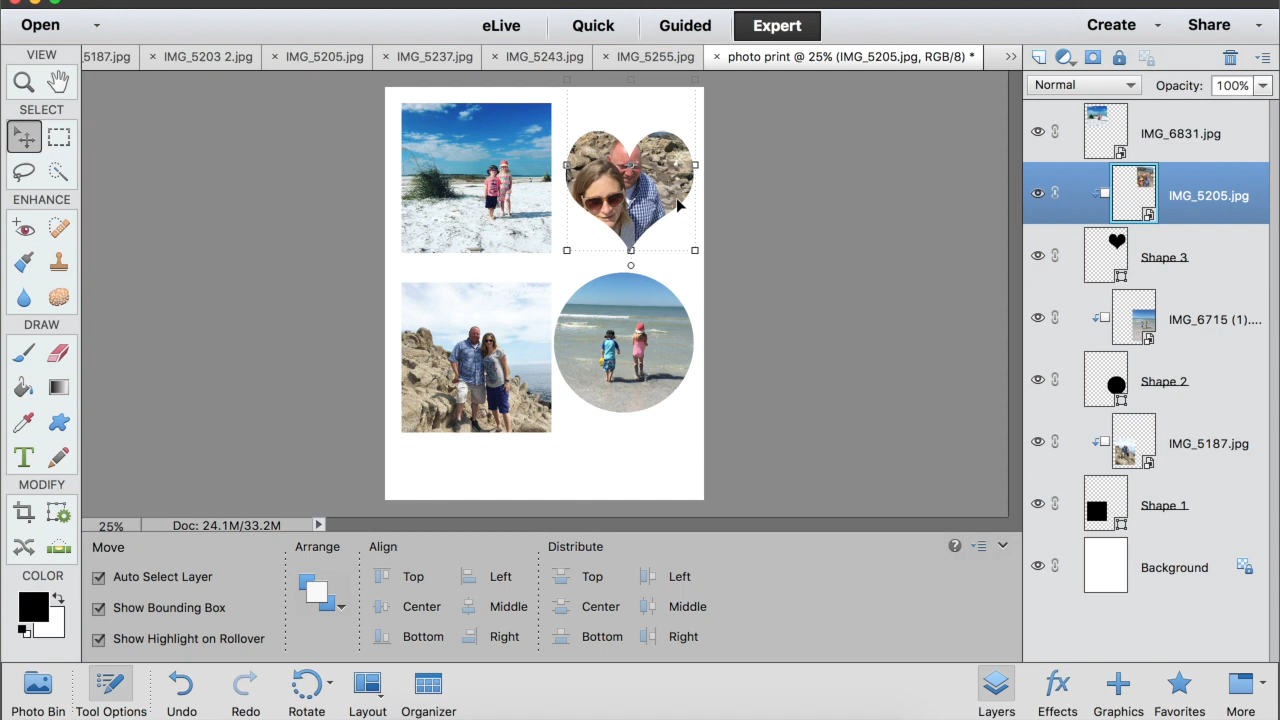 Open eLive Quick Guided Expert Create Share
VIEW 5187.jpg × IMG_5203 2.jpg × IMG_5205.jpg × IMG_5237.jpg × IMG_5243.jpg × IMG_5255.jpg × photo print @ 25% (IMG_5205.jpg, RGB/8) * >>
Normal Opacity: 100%
SELECT
IMG_6831.jpg
ENHANCE
IMG_5205.jpg
Shape 3
DRAW
IMG_6715 (1)....
Shape 2
T
IMG_5187.jpg
MODIFY
Shape 1
25% Doc: 24.1M/33.2M
Move Arrange Align Distribute
Background
COLOR
Auto Select Layer Top Left Top Left
Show Bounding Box Center Middle Center Middle
Show Highlight on Rollover Bottom Right Bottom Right
fx
Photo Bin Tool Options Undo Redo Rotate Layout Organizer Layers Effects Graphics Favorites More